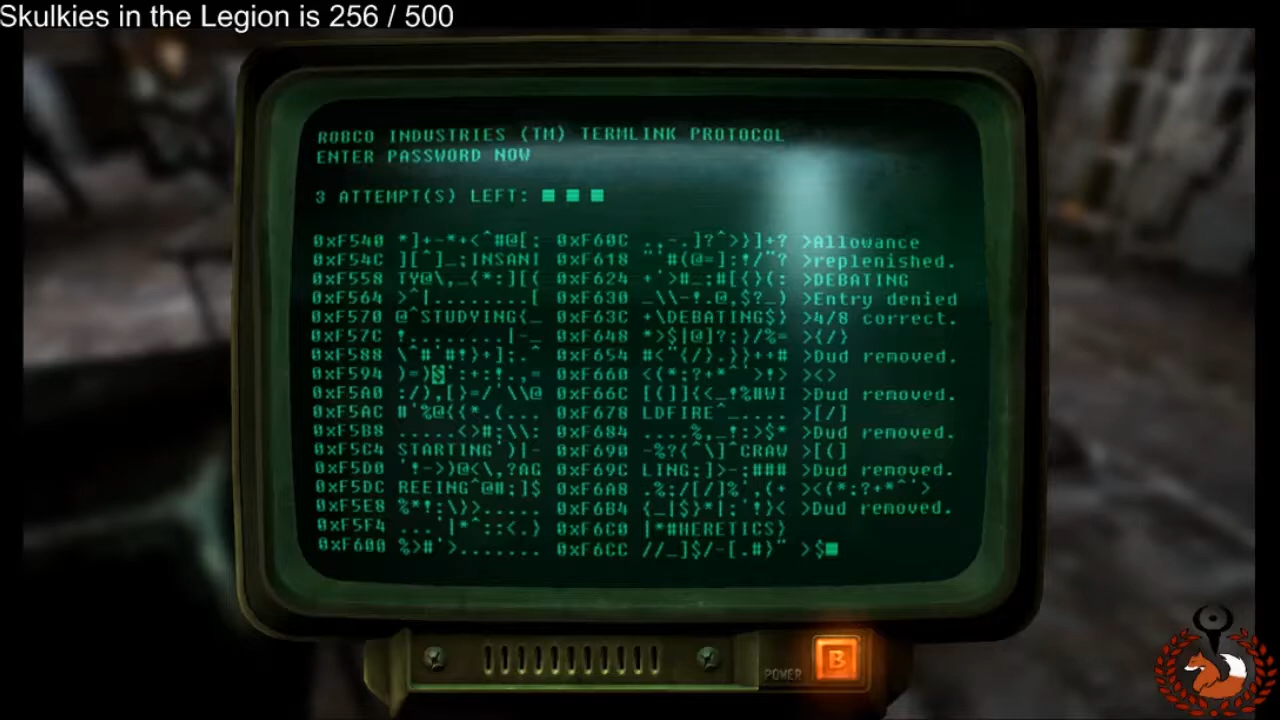 Skulkies in the Legion is 256 / 500
ROBCO INDUSTRIES (TM) TERMLINK PROTOCOL
ENTER PASSWORD NOW
3 ATTEMPT(S) LEFT: ■ ■ ■
0xF540 *]+-*+<^#@[; 0xF60C .,-.]?^>)]+? >Allowance
0xF54C ][^]_;INSANI 0xF618 "'#(@=]:!/"? >replenished.
0xF558 TY@\,_{*:][( 0xF624 +'>#_;#[{}(: >DEBATING
0xF564 >^|........[ 0xF630 _\\-!.@,$?_) >Entry denied
0xF570 @^STUDYING{_ 0xF63C +\DEBATING$} >4/8 correct.
0xF57C !........|-_ 0xF648 *>$|@]?;}/%= >{/}
0xF588 \^#'#!}+]:.^ 0xF654 #<"{/}.}}++# >Dud removed.
0xF594 )=)$':+:!.,= 0xF660 <(*:?+*^'>!> ><>
0xF5A0 :/),[}=/'\\@ 0xF66C [(]]{<_!%#WI >Dud removed.
0xF5AC #'%@{{*.(... 0xF678 LDFIRE^_.... >[/]
0xF5B8 .....<>#;\\: 0xF684 ....%,_!:>$* >Dud removed.
0xF5C4 STARTING')|- 0xF690 -%?{^\]^CRAW >[(]
0xF5D0 '!->)@<\,?AG 0xF69C LING;]>-;### >Dud removed.
0xF5DC REEING^@#;]$ 0xF6A8 .%;/[/]%'.(+ ><(*:?+*^'>
0xF5E8 %*!:\}>..... 0xF6B4 {_|$}*|:'!}< >Dud removed.
0xF5F4 ...'|*^::<.} 0xF6C0 |*#HERETICS}
0xF600 %>#'>....... 0xF6CC //_]$/-[.#}" >$■
POWER
B